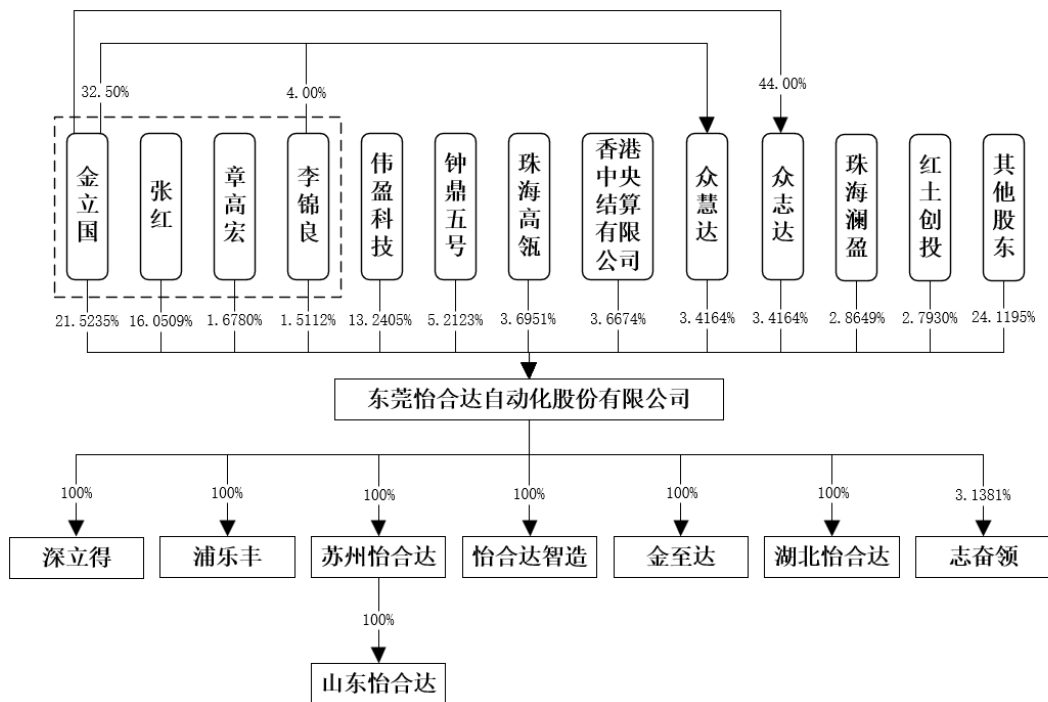 32.50%
4.00%
44.00%
金立国
张红
章高宏
李锦良
伟盈科技
钟鼎五号
珠海高瓴
香港
中央
结算
有限
公司
众慧达
众志达
珠海澜盈
红土创投
其他股东
21.5235%
16.0509%
1.6780%
1.5112%
13.2405%
5.2123%
3.6951%
3.6674%
3.4164%
3.4164%
2.8649%
2.7930%
24.1195%
东莞怡合达自动化股份有限公司
100%
100%
100%
100%
100%
100%
3.1381%
深立得
浦乐丰
苏州怡合达
怡合达智造
金至达
湖北怡合达
志奋领
100%
山东怡合达